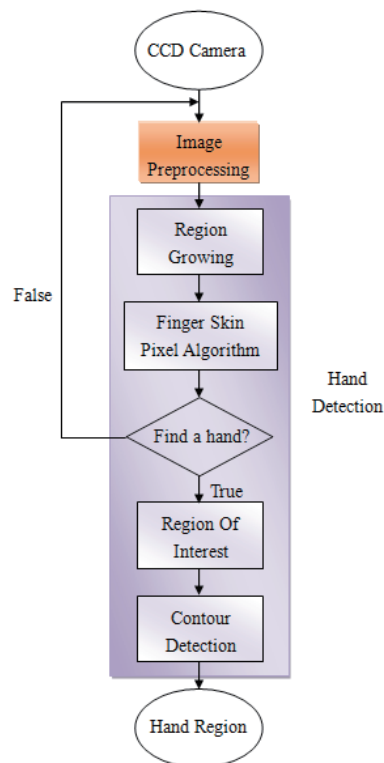 CCD Camera
Image
Preprocessing
Region
Growing
False
Finger Skin
Pixel Algorithm
Hand
Detection
Find a hand?
True
Region Of
Interest
Contour
Detection
Hand Region